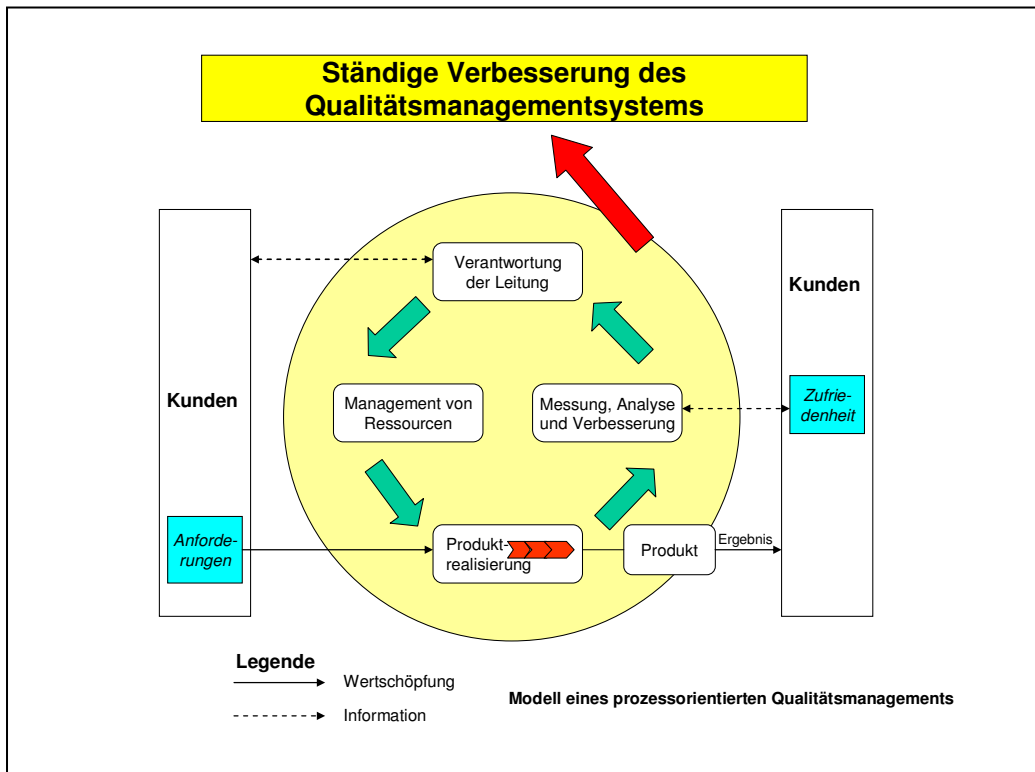 Ständige Verbesserung des
Qualitätsmanagementsystems
Verantwortung
der Leitung
Kunden
Kunden
Management von
Ressourcen
Messung, Analyse
und Verbesserung
Zufrie-
denheit
Anforde-
rungen
Produkt-
realisierung
Produkt
Ergebnis
Legende
Wertschöpfung
Information
Modell eines prozessorientierten Qualitätsmanagements